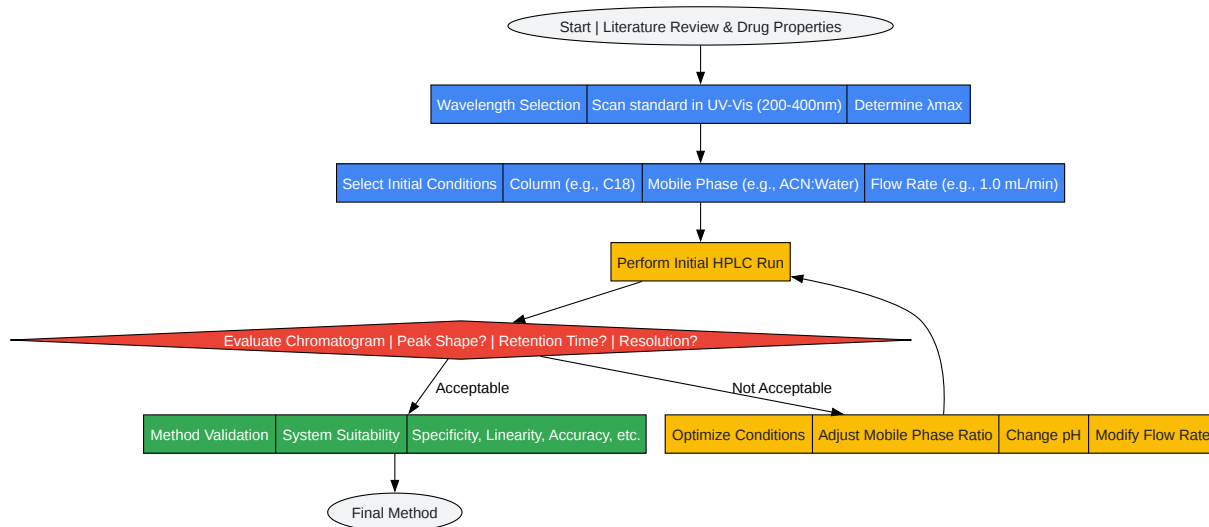 Start | Literature Review & Drug Properties
Wavelength Selection Scan standard in UV-Vis (200-400nm) Determine λmax
Select Initial Conditions Column (e.g., C18) Mobile Phase (e.g., ACN:Water) Flow Rate (e.g., 1.0 mL/min)
Perform Initial HPLC Run
Evaluate Chromatogram | Peak Shape? | Retention Time? | Resolution?
Acceptable Not Acceptable
Method Validation System Suitability Specificity, Linearity, Accuracy, etc. Optimize Conditions Adjust Mobile Phase Ratio Change pH Modify Flow Rate
Final Method